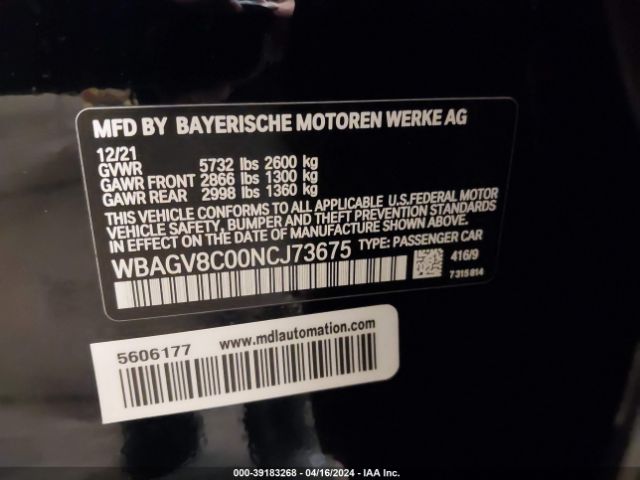 MFD BY BAYERISCHE MOTOREN WERKE AG
12/21
GVWR 5732 lbs 2600 kg
GAWR FRONT 2866 lbs 1300 kg
GAWR REAR 2998 lbs 1360 kg
THIS VEHICLE CONFORMS TO ALL APPLICABLE U.S.FEDERAL MOTOR
VEHICLE SAFETY, BUMPER AND THEFT PREVENTION STANDARDS
IN EFFECT ON THE DATE OF MANUFACTURE SHOWN ABOVE.
WBAGV8C00NCJ73675 TYPE: PASSENGER CAR
416/9
7 315 814
5606177 www.mdlautomation.com
000-39183268 - 04/16/2024 - IAA Inc.